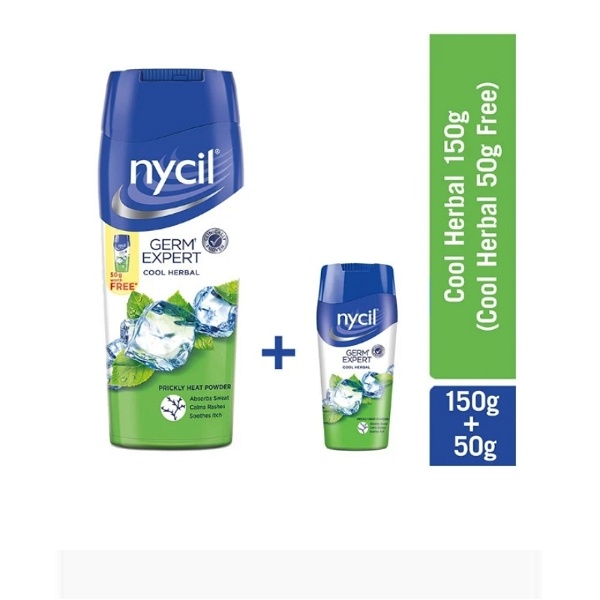 nycil®
GERM'
EXPERT
COOL HERBAL
50g
FREE*
PRICKLY HEAT POWDER
Absorbs Sweat
Calms Rashes
Soothes Itch
+
nycil
GERM'
EXPERT
COOL HERBAL
Cool Herbal 150g
(Cool Herbal 50g Free)
150g
+
50g